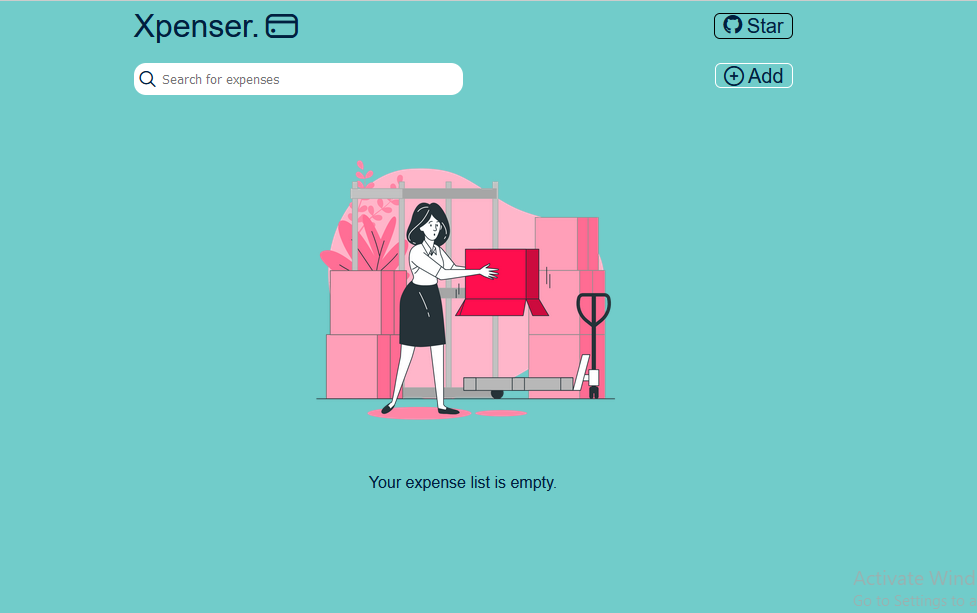 Xpenser.
Star
Search for expenses
Add
Your expense list is empty.
Activate Wind
Go to Settings to a